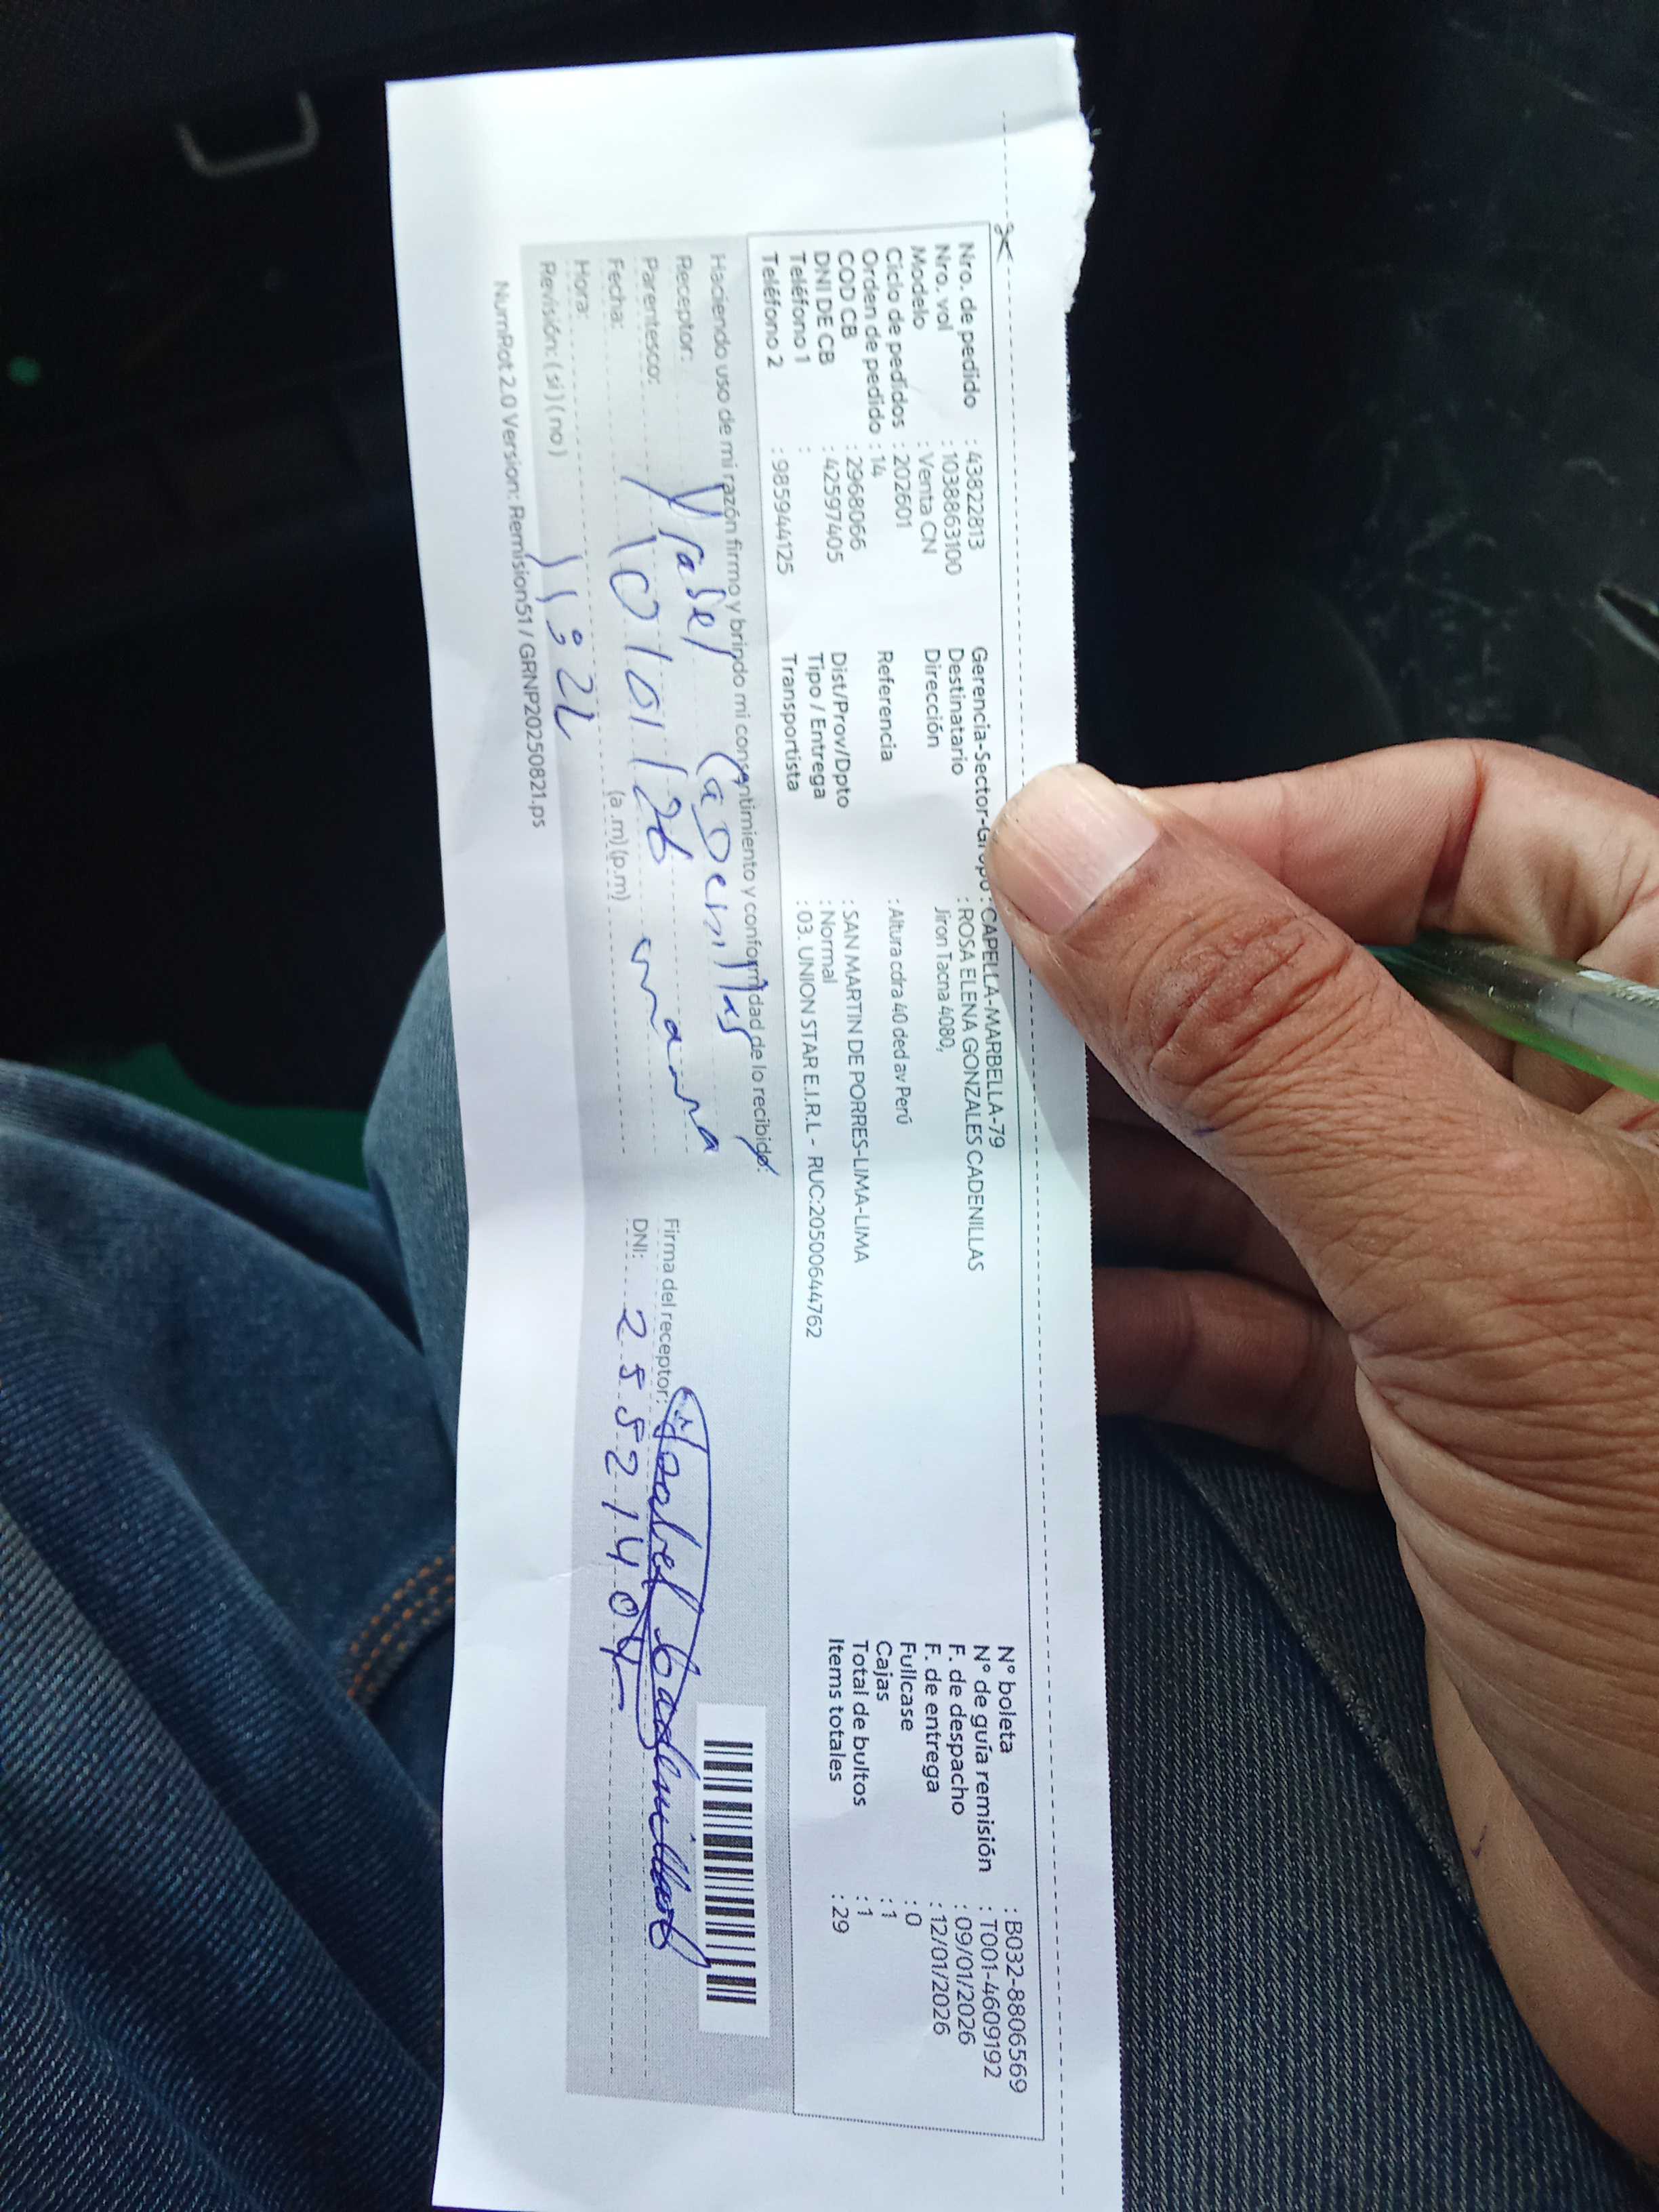 Nro. de pedido : 43822813
Nro. vol : 1038863100
Modelo : Venta CN
Ciclo de pedidos : 202601
Orden de pedido : 14
COD CB : 2968066
DNI DE CB : 42597405
Teléfono 1 :
Teléfono 2 : 985944125
Gerencia-Sector-Grupo : CAPELLA-MARBELLA-79
Destinatario : ROSA ELENA GONZALES CADENILLAS
Dirección Jiron Tacna 4080,
Referencia : Altura cdra 40 ded av Perú
Dist/Prov/Dpto : SAN MARTIN DE PORRES-LIMA-LIMA
Tipo / Entrega : Normal
Transportista : 03. UNION STAR E.I.R.L - RUC:20500644762
N° boleta : B032-8806569
N° de guía remisión : T001-4609192
F. de despacho : 09/01/2026
F. de entrega : 12/01/2026
Fullcase : 0
Cajas : 1
Total de bultos : 1
Items totales : 29
Haciendo uso de mi razón firmo y brindo mi consentimiento y conformidad de lo recibido:
Receptor: Cadenillas
Parentesco: mama
Fecha: 10/01/26
Hora: 11:22 (a.m) (p.m)
Revisión: (si) (no)
Firma del receptor:
DNI: 25521404
NumRot 2.0 Version: Remision51 / GRNP20250821.ps